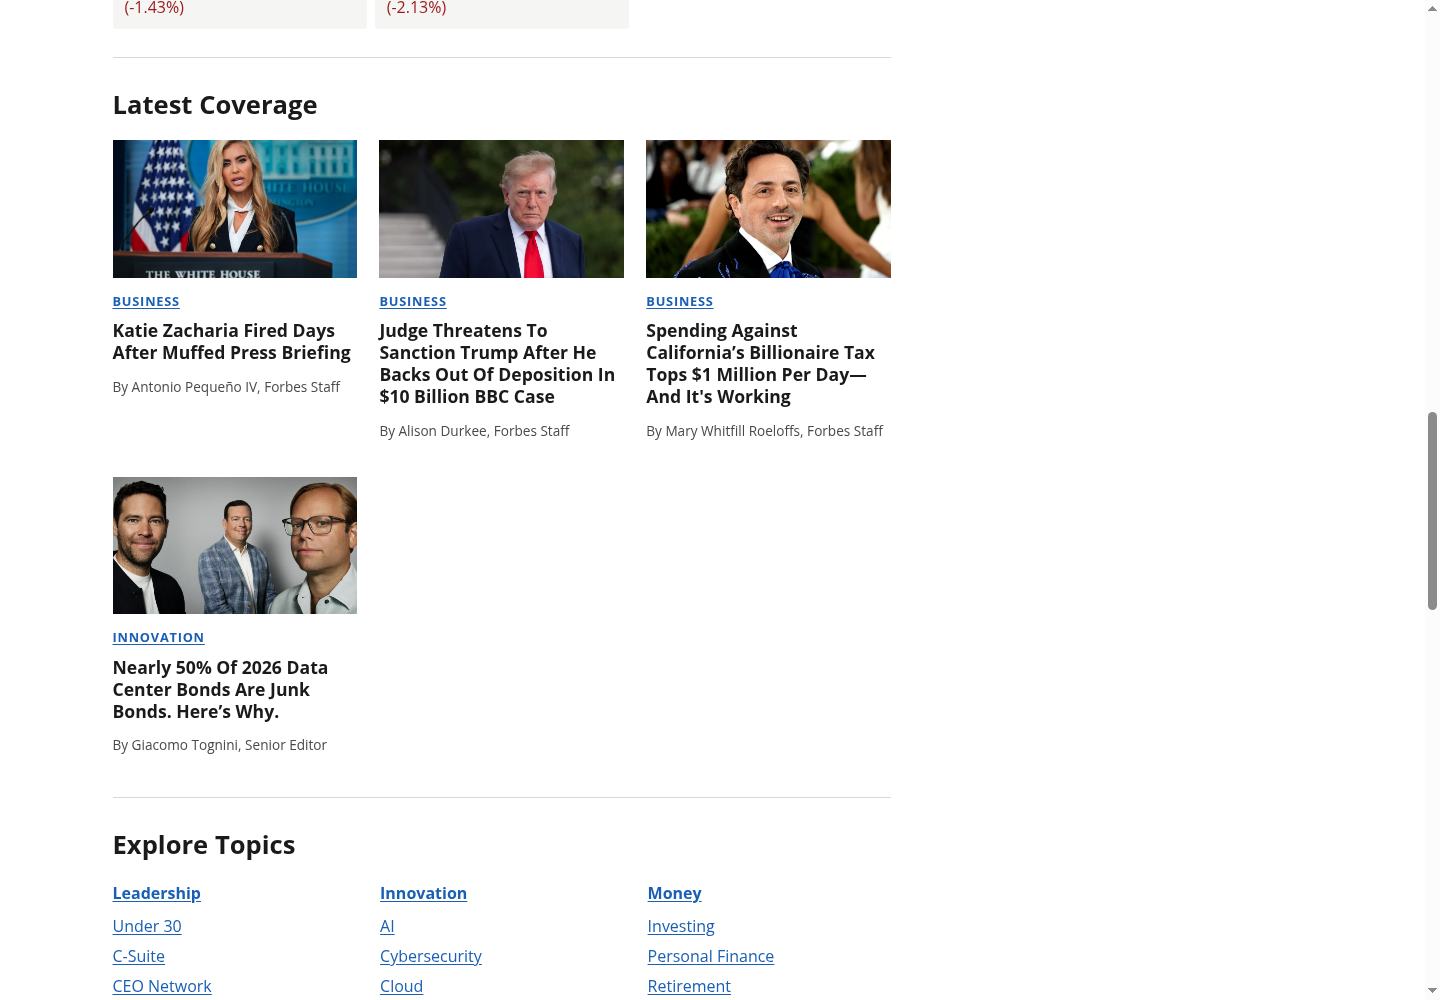 (-1.43%)
(-2.13%)
Latest Coverage
WHITE HOUSE
THE WHITE HOUSE
BUSINESS
Katie Zacharia Fired Days
After Muffed Press Briefing
By Antonio Pequeño IV, Forbes Staff
BUSINESS
Judge Threatens To
Sanction Trump After He
Backs Out Of Deposition In
$10 Billion BBC Case
By Alison Durkee, Forbes Staff
BUSINESS
Spending Against
California’s Billionaire Tax
Tops $1 Million Per Day—
And It's Working
By Mary Whitfill Roeloffs, Forbes Staff
INNOVATION
Nearly 50% Of 2026 Data
Center Bonds Are Junk
Bonds. Here’s Why.
By Giacomo Tognini, Senior Editor
Explore Topics
Leadership
Under 30
C-Suite
CEO Network
Innovation
AI
Cybersecurity
Cloud
Money
Investing
Personal Finance
Retirement